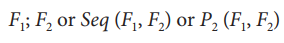 F₁; F₂ or Seq (F₁, F₂) or P₂ (F₁, F₂)